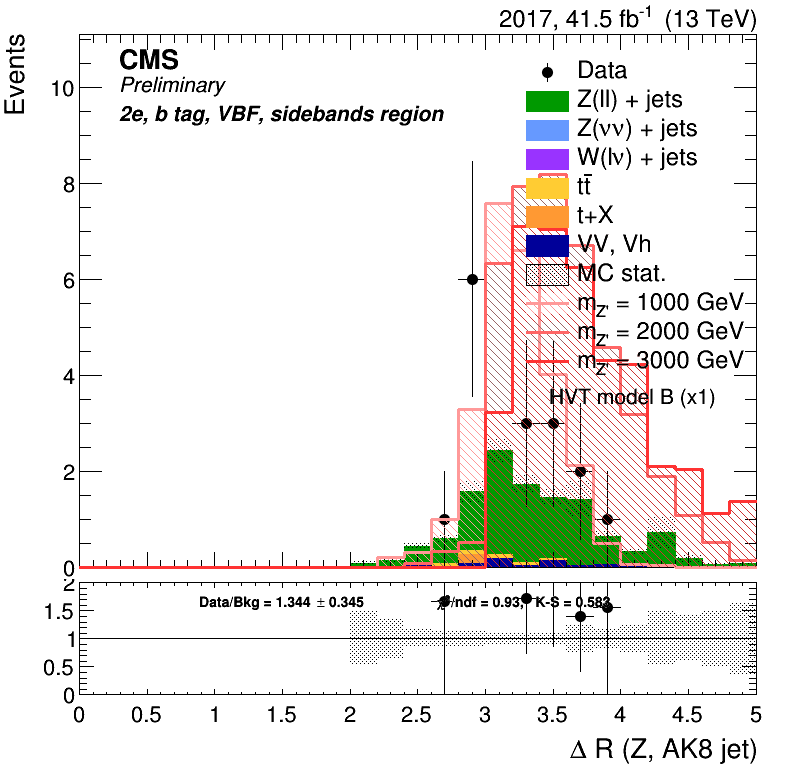 2017, 41.5 fb⁻¹ (13 TeV)
Events
CMS
Preliminary
2e, b tag, VBF, sidebands region
Data
Z(ll) + jets
Z(νν) + jets
W(lν) + jets
tt̄
t+X
VV, Vh
MC stat.
m_Z' = 1000 GeV
m_Z' = 2000 GeV
m_Z' = 3000 GeV
HVT model B (x1)
10
8
6
4
2
0
2
1.5
1
0.5
0
Data/Bkg = 1.344 ± 0.345 χ²/ndf = 0.93, K-S = 0.582
0 0.5 1 1.5 2 2.5 3 3.5 4 4.5 5
Δ R (Z, AK8 jet)